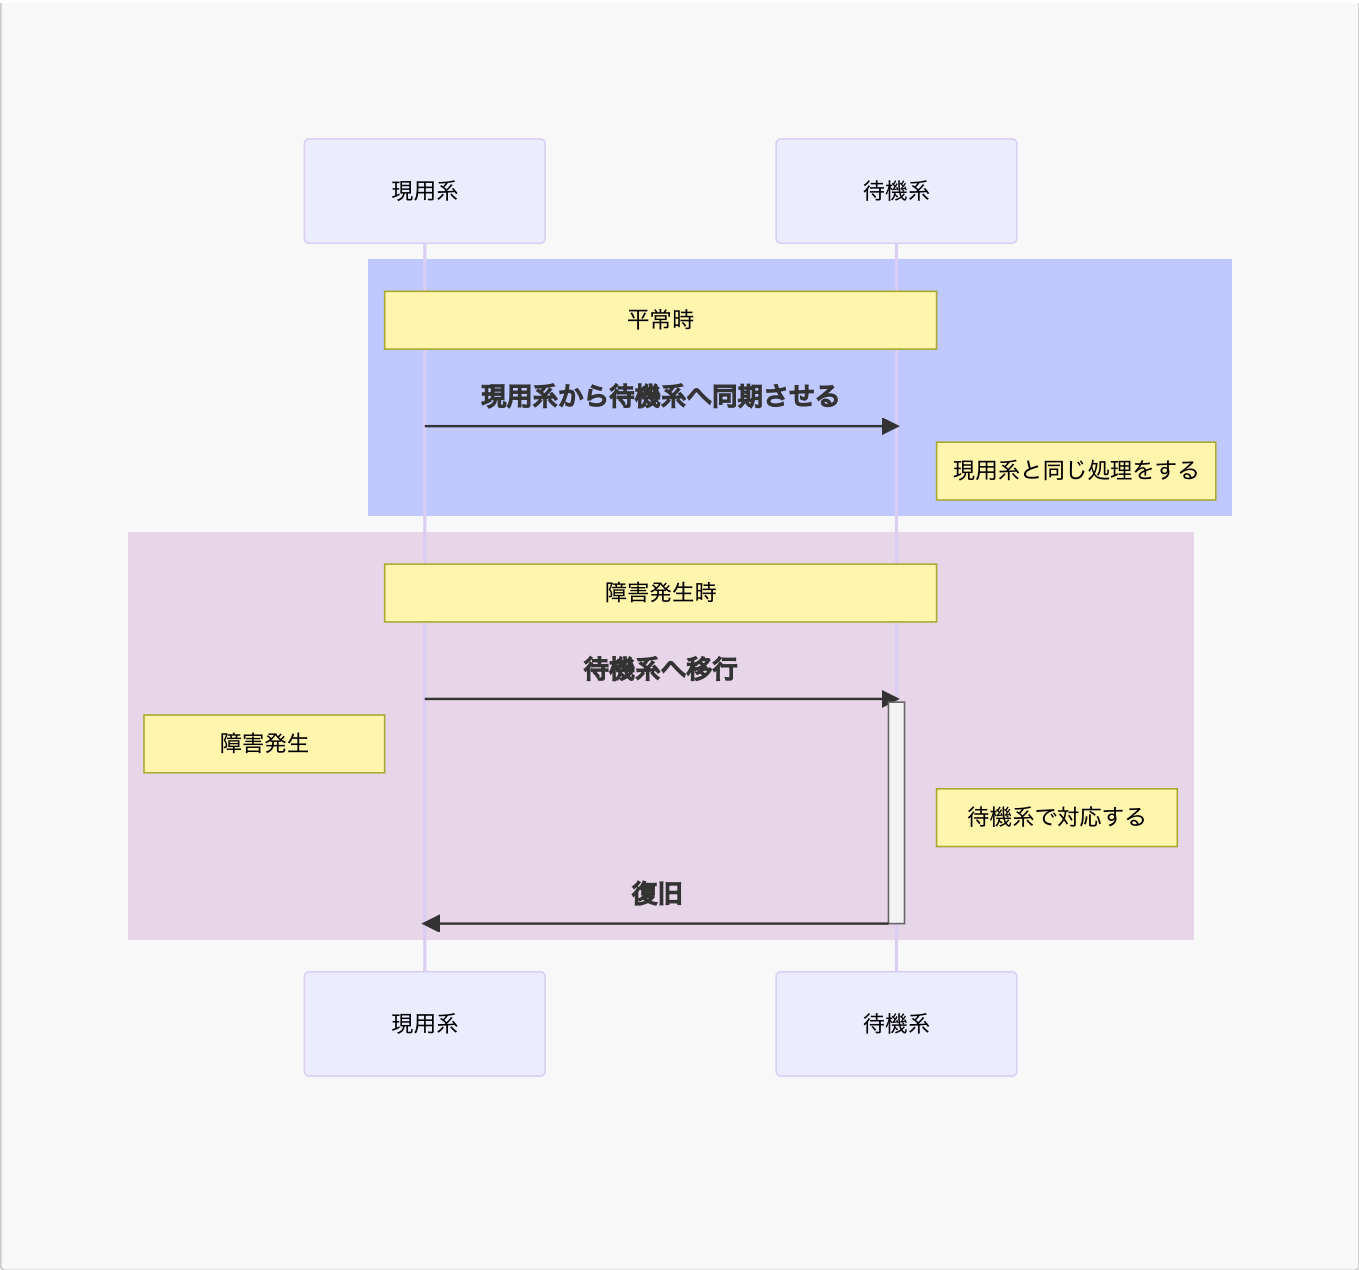 現用系
待機系
平常時
現用系から待機系へ同期させる
現用系と同じ処理をする
障害発生時
待機系へ移行
障害発生
待機系で対応する
復旧
現用系
待機系